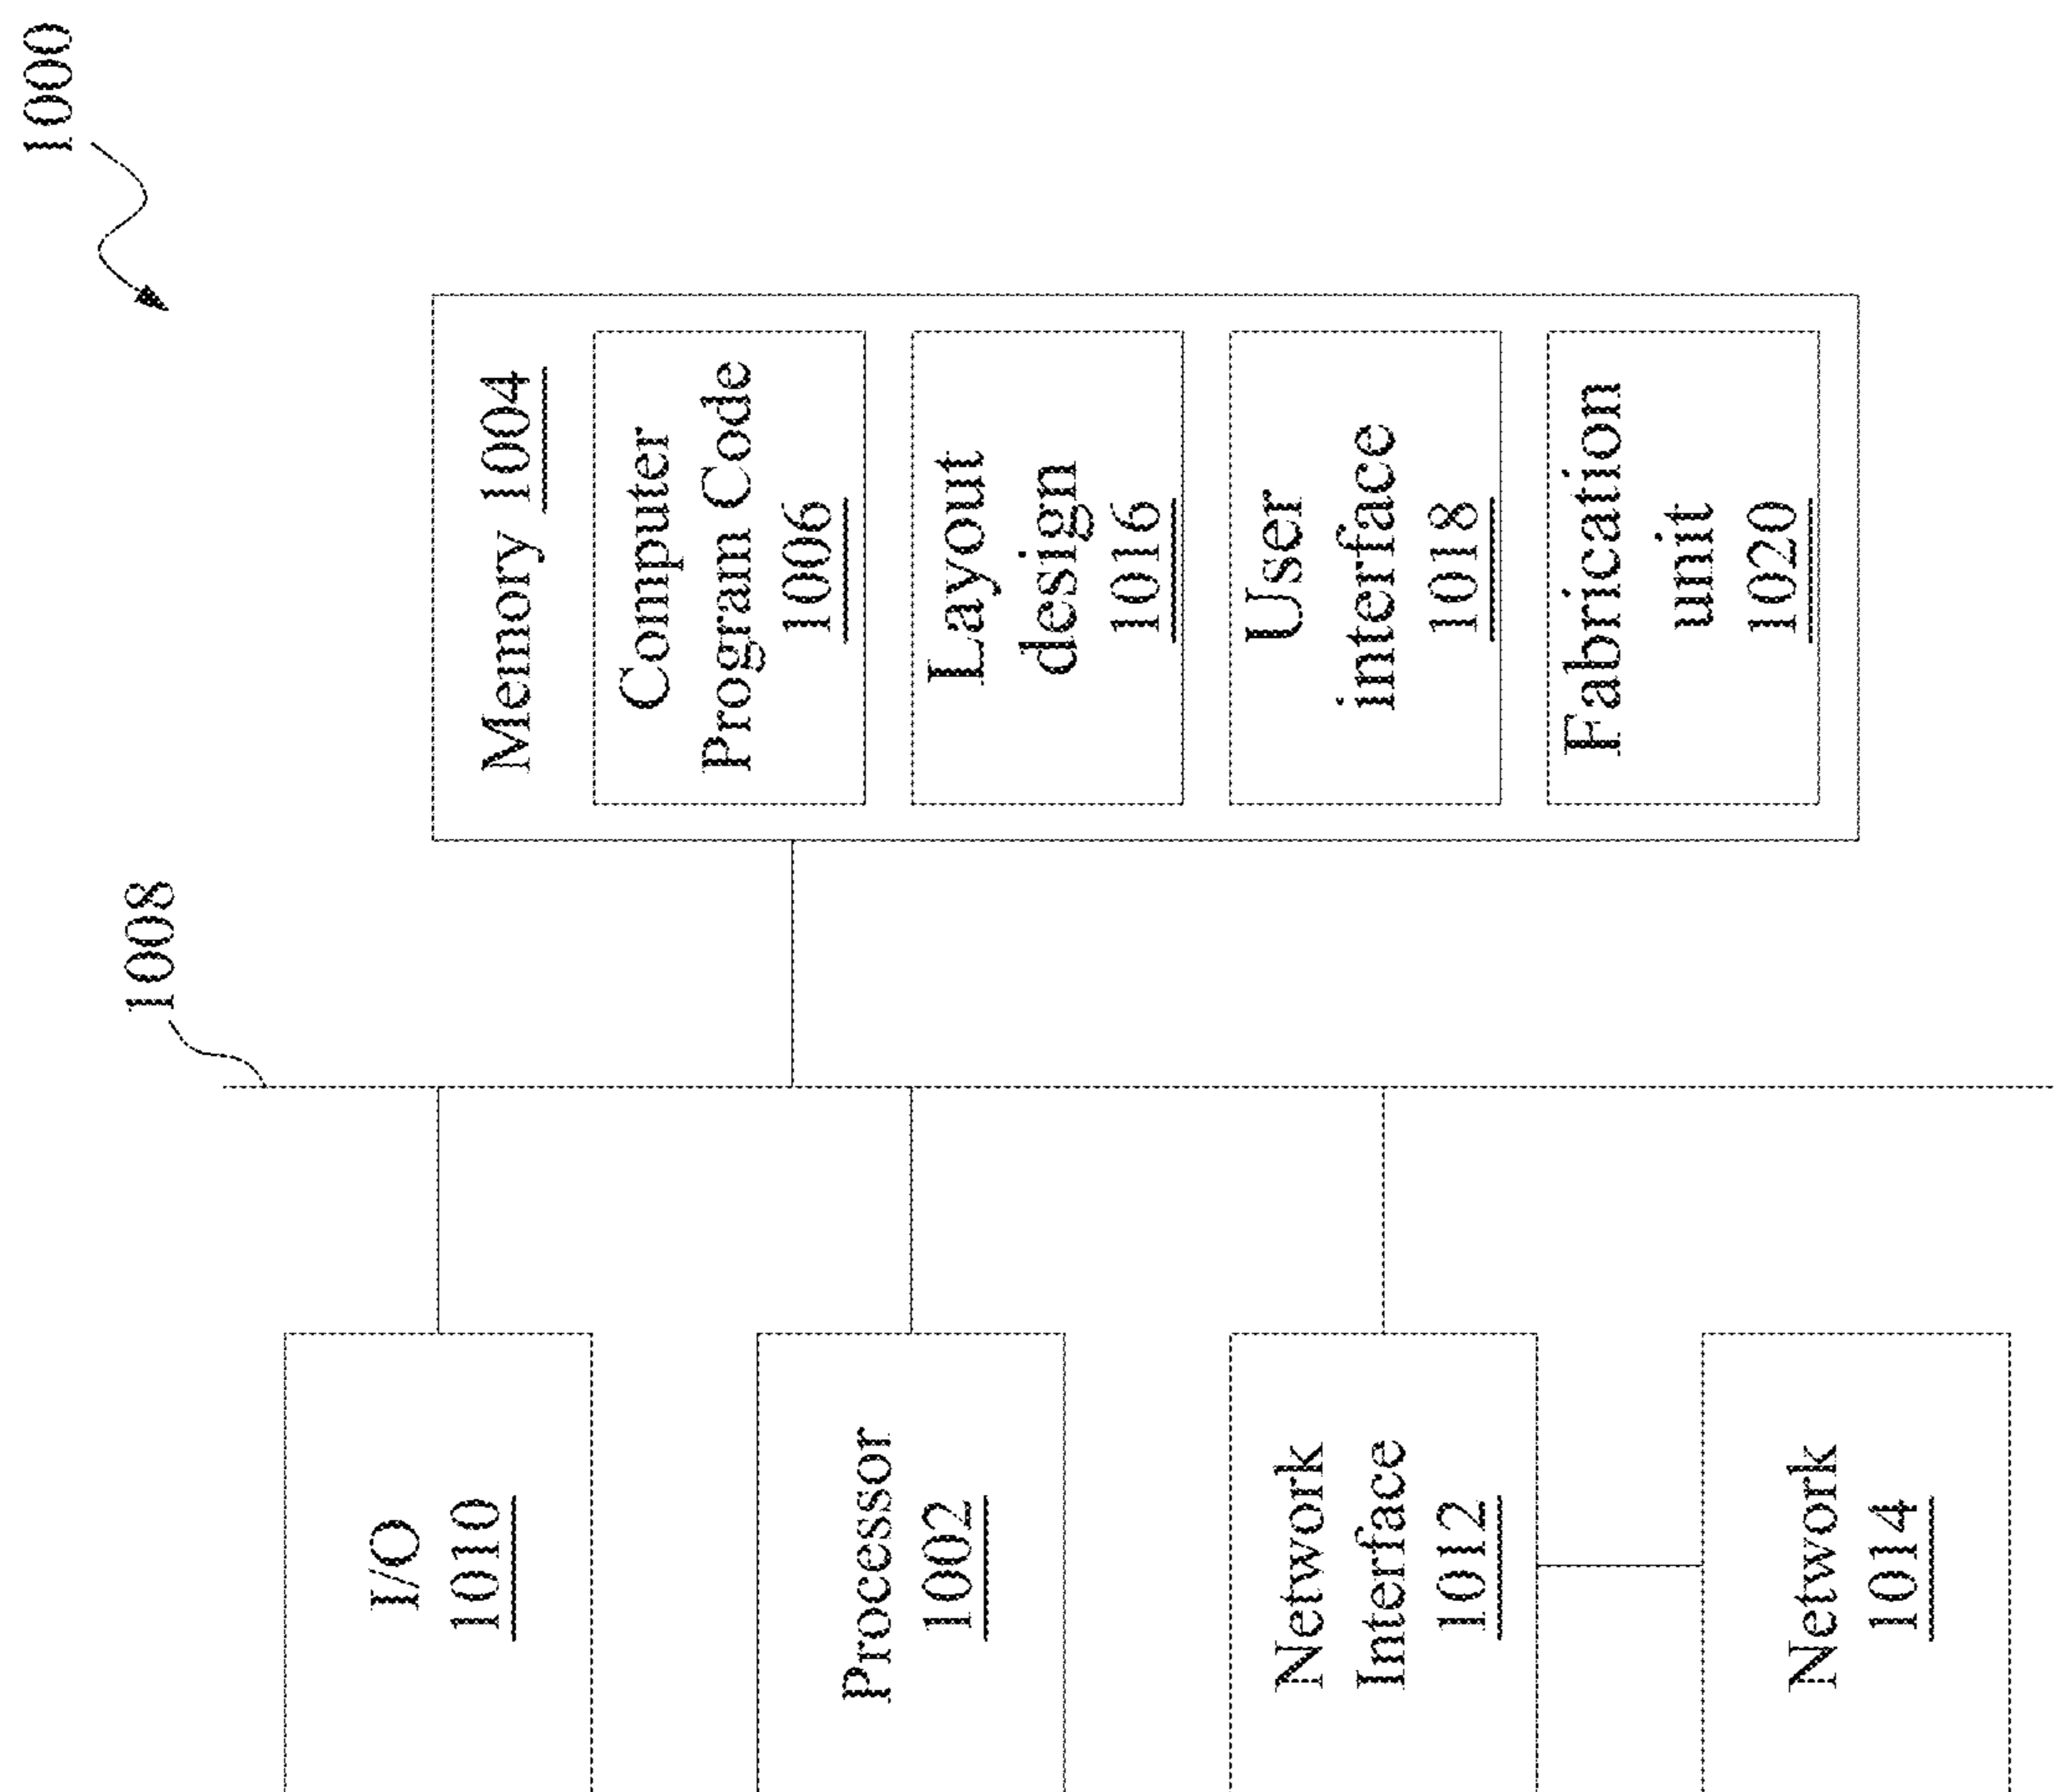 1000
1008
I/O
1010
Processor
1002
Network
Interface
1012
Network
1014
Memory 1004
Computer
Program Code
1006
Layout
design
1016
User
interface
1018
Fabrication
unit
1020